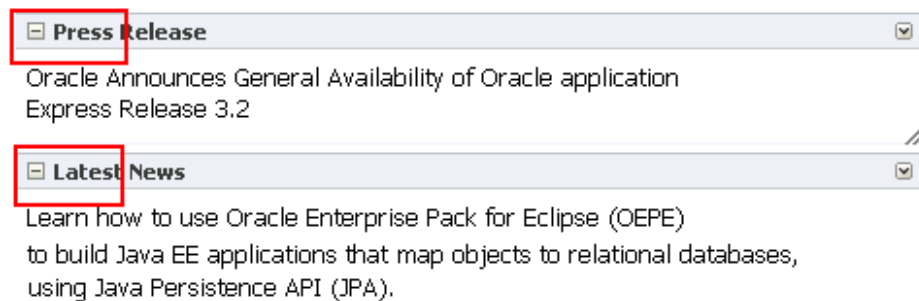 Press Release
Oracle Announces General Availability of Oracle application
Express Release 3.2
Latest News
Learn how to use Oracle Enterprise Pack for Eclipse (OEPE)
to build Java EE applications that map objects to relational databases,
using Java Persistence API (JPA).